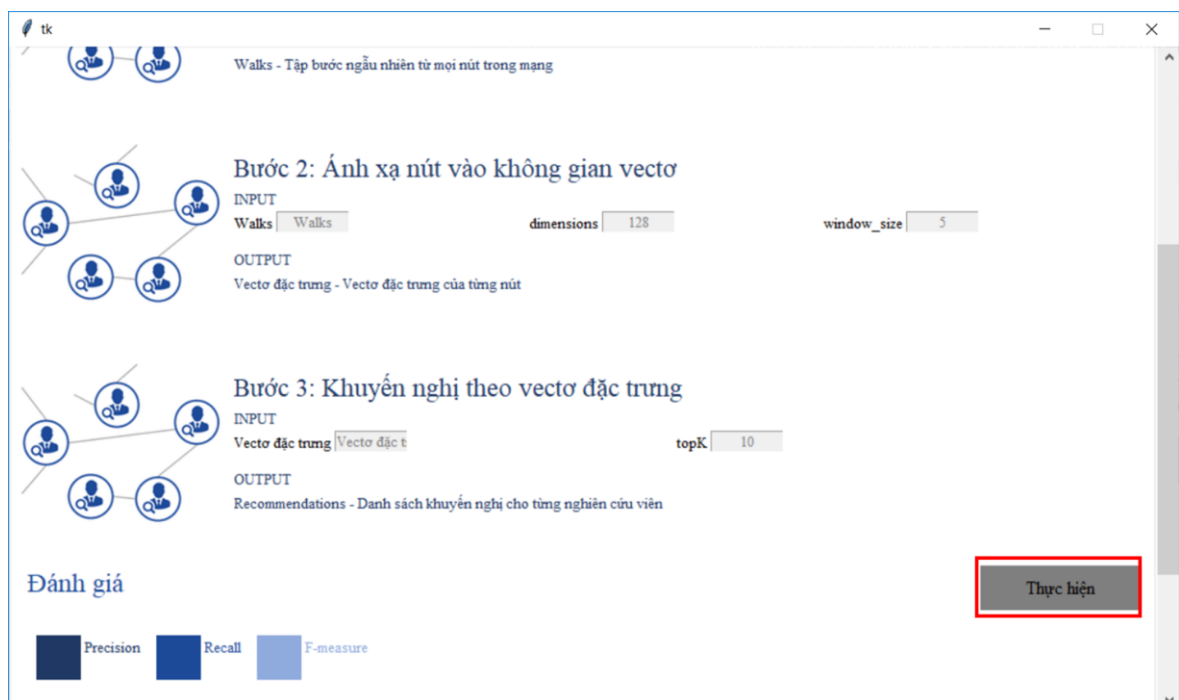 tk
Walks - Tập bước ngẫu nhiên từ mọi nút trong mạng
Bước 2: Ánh xạ nút vào không gian vectơ
INPUT
Walks Walks dimensions 128 window_size 5
OUTPUT
Vectơ đặc trưng - Vectơ đặc trưng của từng nút
Bước 3: Khuyến nghị theo vectơ đặc trưng
INPUT
Vectơ đặc trưng Vectơ đặc t topK 10
OUTPUT
Recommendations - Danh sách khuyến nghị cho từng nghiên cứu viên
Đánh giá
Thực hiện
Precision Recall F-measure